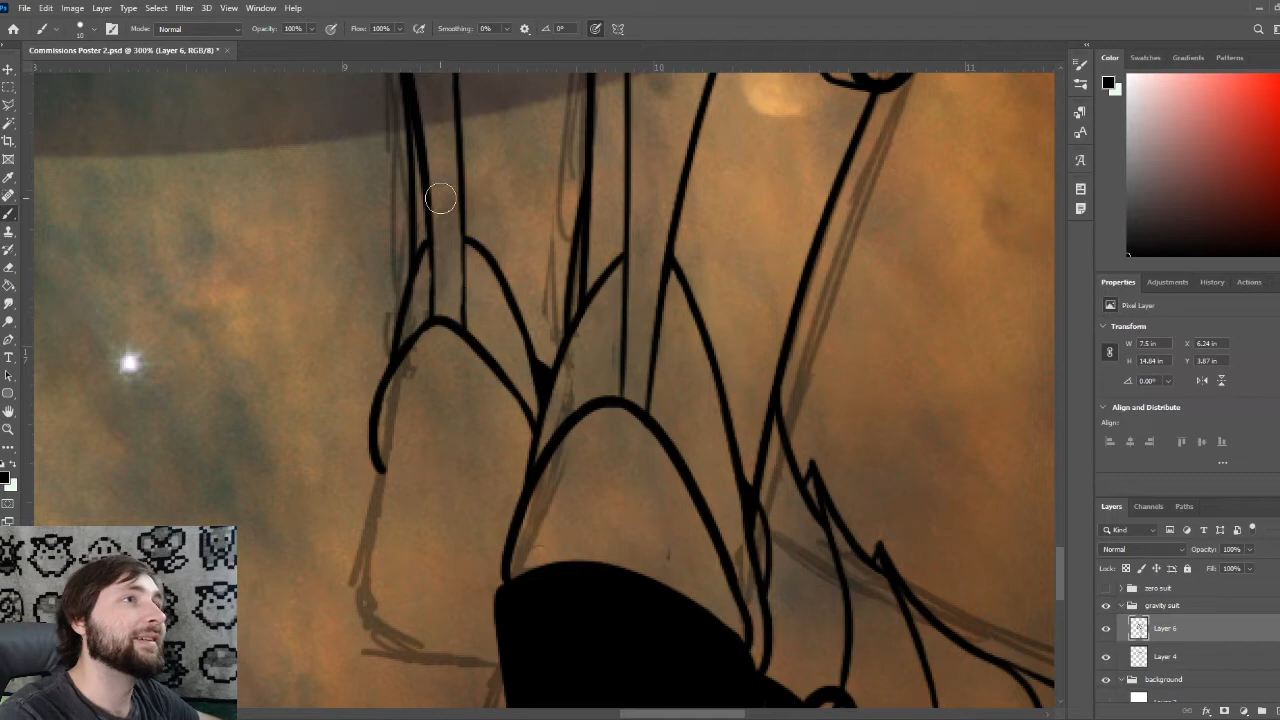 File Edit Image Layer Type Select Filter 3D View Window Help
10 Mode: Normal Opacity: 100% Flow: 100% Smoothing: 0% 0°
Commissions Poster 2.psd @ 300% (Layer 6, RGB/8) * ×
9 10 11
Color Swatches Gradients Patterns
Properties Adjustments History Actions
Pixel Layer
Transform
W 7.5 in X 6.24 in
H 14.84 in Y 3.87 in
0.00°
Align and Distribute
Align:
Layers Channels Paths
Kind
Normal Opacity: 100%
Lock: Fill: 100%
zero suit
gravity suit
Layer 6
Layer 4
background